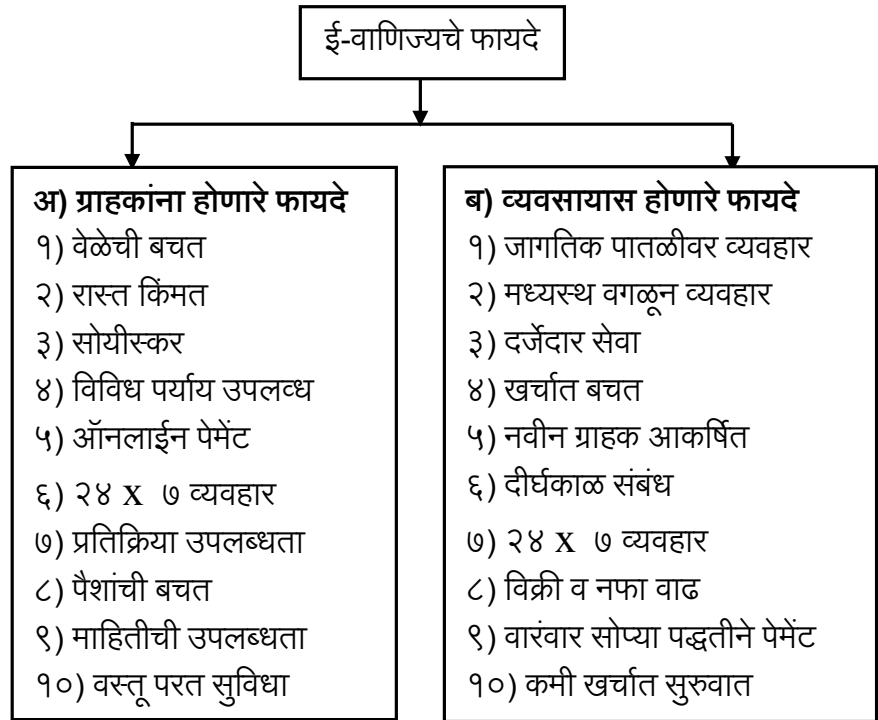 ई-वाणिज्यचे फायदे
अ) ग्राहकांना होणारे फायदे
१) वेळेची बचत
२) रास्त किंमत
३) सोयीस्कर
४) विविध पर्याय उपलव्ध
५) ऑनलाईन पेमेंट
६) २४ x ७ व्यवहार
७) प्रतिक्रिया उपलब्धता
८) पैशांची बचत
९) माहितीची उपलब्धता
१०) वस्तू परत सुविधा
ब) व्यवसायास होणारे फायदे
१) जागतिक पातळीवर व्यवहार
२) मध्यस्थ वगळून व्यवहार
३) दर्जेदार सेवा
४) खर्चात बचत
५) नवीन ग्राहक आकर्षित
६) दीर्घकाळ संबंध
७) २४ x ७ व्यवहार
८) विक्री व नफा वाढ
९) वारंवार सोप्या पद्धतीने पेमेंट
१०) कमी खर्चात सुरुवात